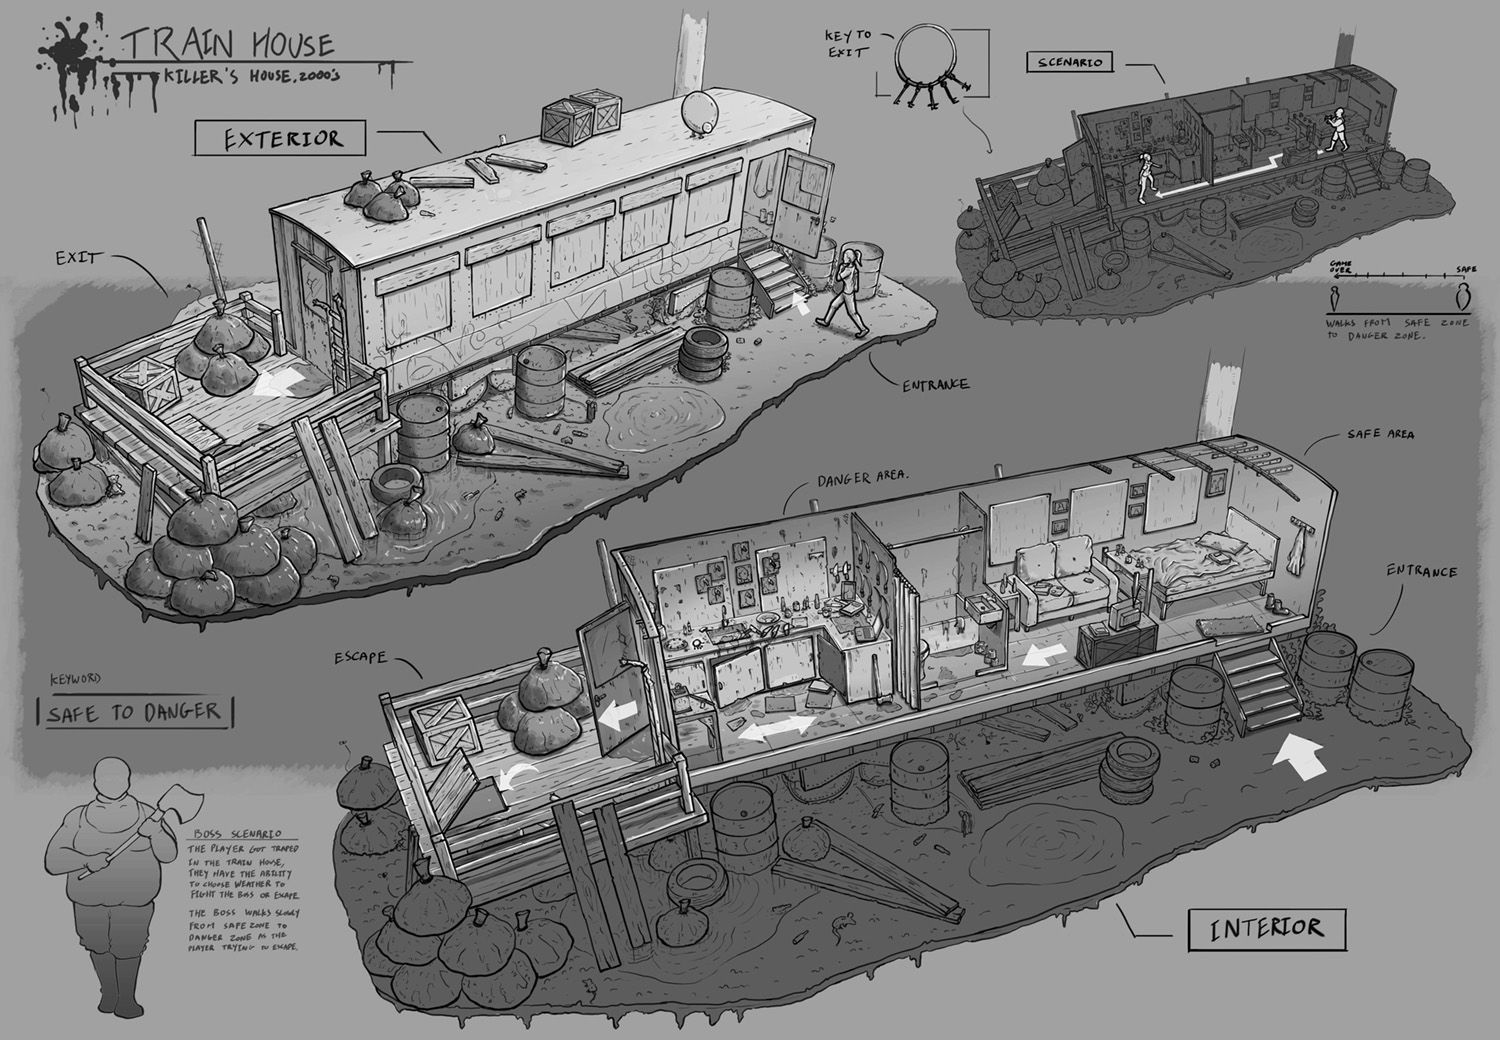 TRAIN HOUSE
KILLER'S HOUSE, 2000's
EXTERIOR
EXIT
ENTRANCE
KEY TO
EXIT
SCENARIO
GAME
OVER
SAFE
WALKS FROM SAFE ZONE
TO DANGER ZONE.
DANGER AREA.
SAFE AREA
ENTRANCE
ESCAPE
KEYWORD
SAFE TO DANGER
BOSS SCENARIO
THE PLAYER GOT TRAPED
IN THE TRAIN HOUSE,
THEY HAVE THE ABILITY
TO CHOOSE WEATHER TO
FIGHT THE BOSS OR ESCAPE.
THE BOSS WALKS SLOWLY
FROM SAFE ZONE TO
DANGER ZONE AS THE
PLAYER TRYING TO ESCAPE.
INTERIOR